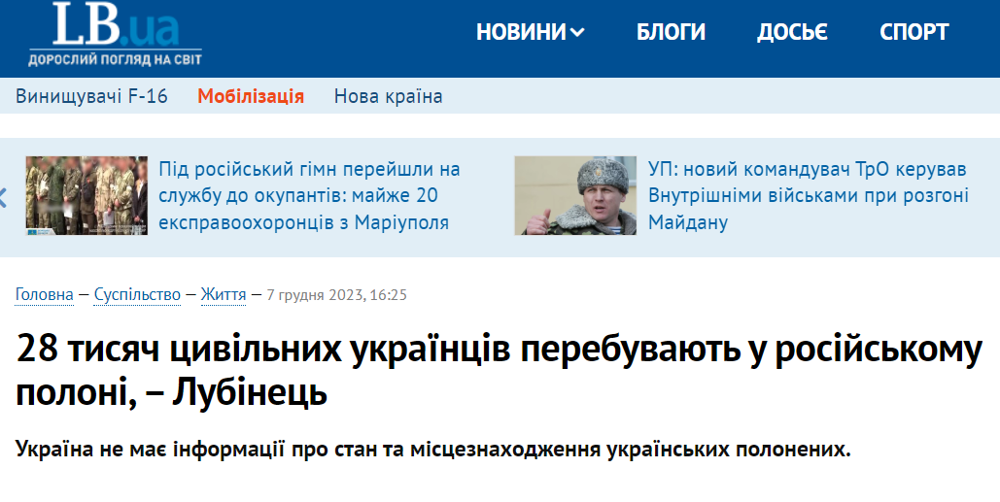 LB.ua
ДОРОСЛИЙ ПОГЛЯД НА СВІТ
НОВИНИ БЛОГИ ДОСЬЄ СПОРТ
Винищувачі F-16 Мобілізація Нова країна
Під російський гімн перейшли на
службу до окупантів: майже 20
експравоохоронців з Маріуполя
УП: новий командувач ТрО керував
Внутрішніми військами при розгоні
Майдану
Головна — Суспільство — Життя — 7 грудня 2023, 16:25
28 тисяч цивільних українців перебувають у російському
полоні, – Лубінець
Україна не має інформації про стан та місцезнаходження українських полонених.